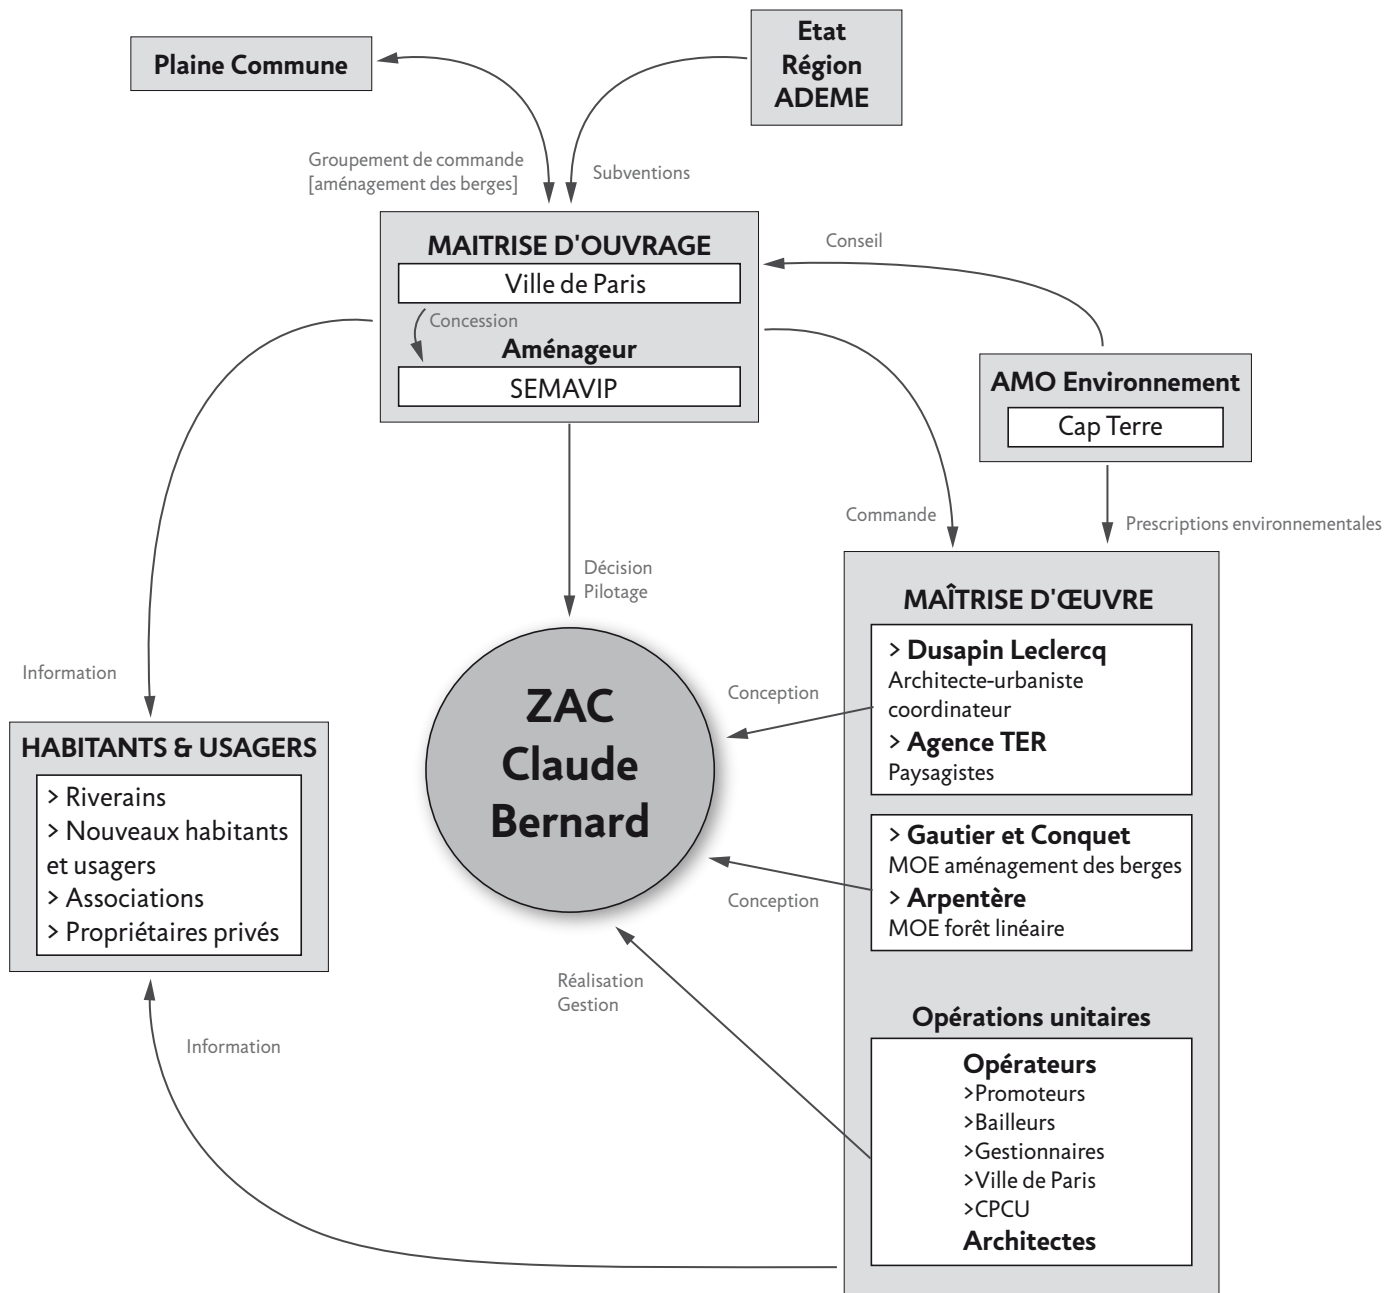 Plaine Commune
Etat
Région
ADEME
Groupement de commande
[aménagement des berges]
Subventions
MAITRISE D'OUVRAGE
Ville de Paris
Concession
Aménageur
SEMAVIP
Conseil
AMO Environnement
Cap Terre
Commande
Prescriptions environnementales
Décision
Pilotage
Information
HABITANTS & USAGERS
> Riverains
> Nouveaux habitants
et usagers
> Associations
> Propriétaires privés
Information
ZAC
Claude
Bernard
Conception
Conception
Réalisation
Gestion
MAÎTRISE D'ŒUVRE
> Dusapin Leclercq
Architecte-urbaniste
coordinateur
> Agence TER
Paysagistes
> Gautier et Conquet
MOE aménagement des berges
> Arpentère
MOE forêt linéaire
Opérations unitaires
Opérateurs
>Promoteurs
>Bailleurs
>Gestionnaires
>Ville de Paris
>CPCU
Architectes